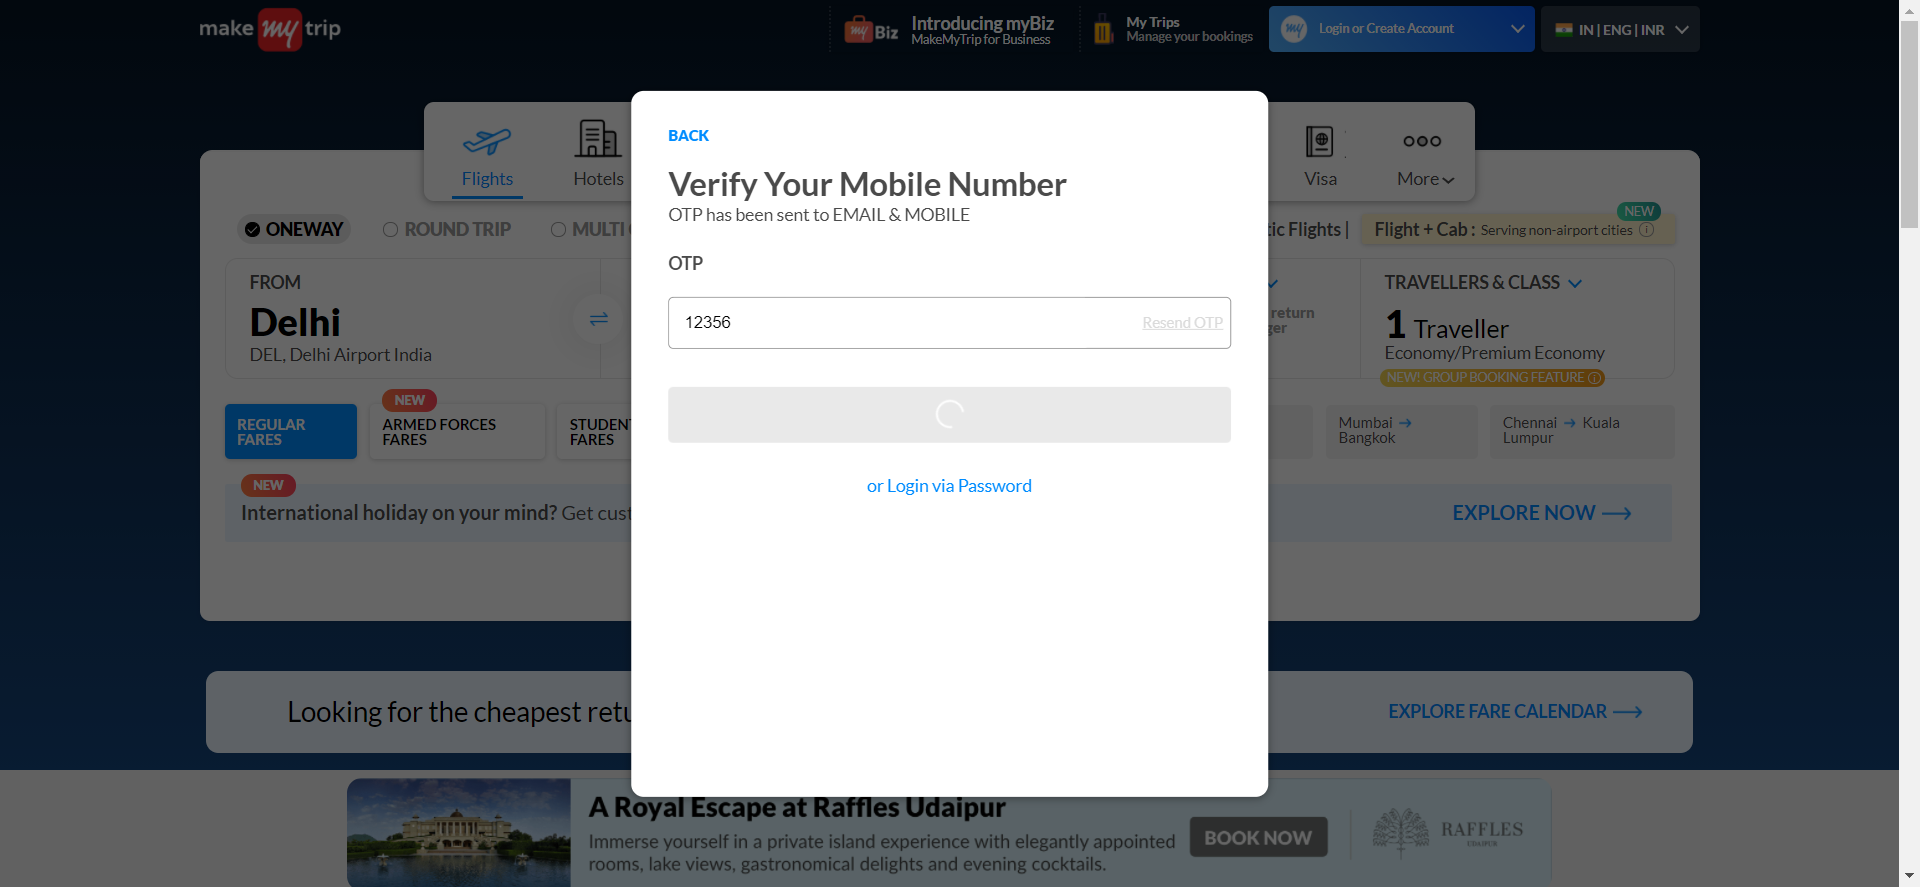 make my trip
my Biz
Introducing myBiz
MakeMyTrip for Business
My Trips
Manage your bookings
my
Login or Create Account
IN | ENG | INR
Flights
Hotels
Visa
More
ONEWAY
ROUND TRIP
MULTI
tic Flights |
NEW
Flight + Cab : Serving non-airport cities
FROM
Delhi
DEL, Delhi Airport India
return
ger
TRAVELLERS & CLASS
1 Traveller
Economy/Premium Economy
NEW! GROUP BOOKING FEATURE
REGULAR
FARES
NEW
ARMED FORCES
FARES
STUDENT
FARES
Mumbai → Bangkok
Chennai → Kuala
Lumpur
NEW
International holiday on your mind? Get cust
EXPLORE NOW
BACK
Verify Your Mobile Number
OTP has been sent to EMAIL & MOBILE
OTP
12356
Resend OTP
or Login via Password
Looking for the cheapest retu
EXPLORE FARE CALENDAR
A Royal Escape at Raffles Udaipur
Immerse yourself in a private island experience with elegantly appointed
rooms, lake views, gastronomical delights and evening cocktails.
BOOK NOW
RAFFLES
UDAIPUR